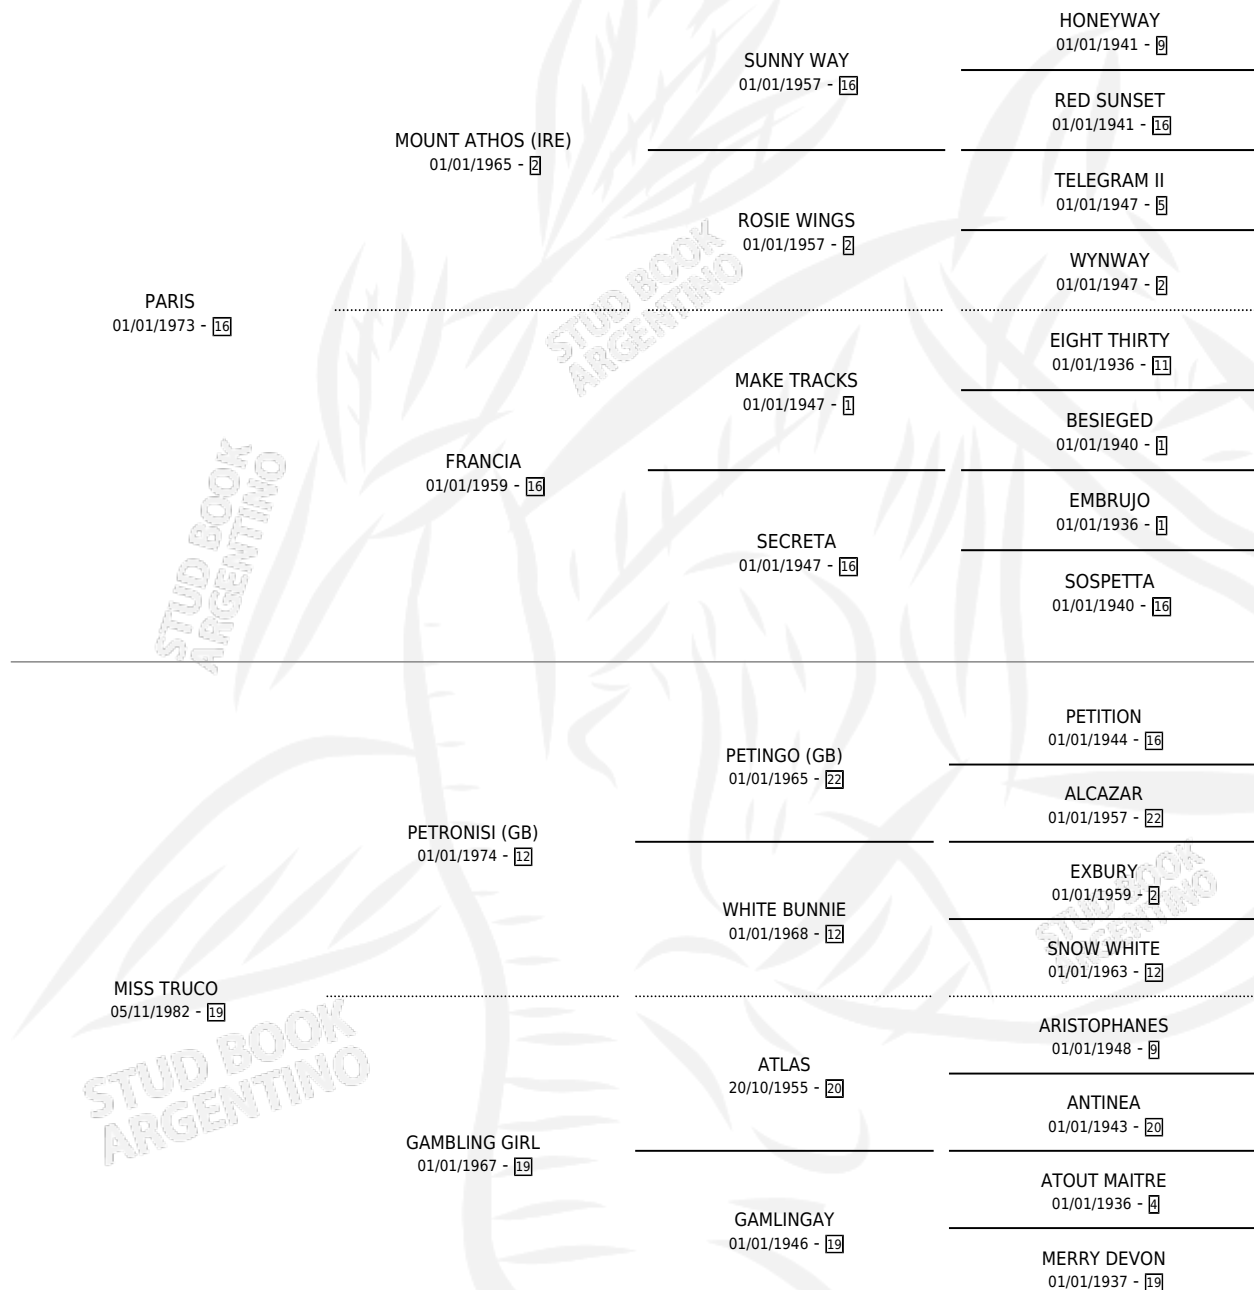 HONEYWAY
01/01/1941 - 9
SUNNY WAY
01/01/1957 - 16
RED SUNSET
01/01/1941 - 16
MOUNT ATHOS (IRE)
01/01/1965 - 2
TELEGRAM II
01/01/1947 - 5
ROSIE WINGS
01/01/1957 - 2
WYNWAY
01/01/1947 - 2
PARIS
01/01/1973 - 16
EIGHT THIRTY
01/01/1936 - 11
MAKE TRACKS
01/01/1947 - 1
BESIEGED
01/01/1940 - 1
FRANCIA
01/01/1959 - 16
EMBRUJO
01/01/1936 - 1
SECRETA
01/01/1947 - 16
SOSPETTA
01/01/1940 - 16
PETITION
01/01/1944 - 16
PETINGO (GB)
01/01/1965 - 22
ALCAZAR
01/01/1957 - 22
PETRONISI (GB)
01/01/1974 - 12
EXBURY
01/01/1959 - 2
WHITE BUNNIE
01/01/1968 - 12
SNOW WHITE
01/01/1963 - 12
MISS TRUCO
05/11/1982 - 19
ARISTOPHANES
01/01/1948 - 9
ATLAS
20/10/1955 - 20
ANTINEA
01/01/1943 - 20
GAMBLING GIRL
01/01/1967 - 19
ATOUT MAITRE
01/01/1936 - 4
GAMLINGAY
01/01/1946 - 19
MERRY DEVON
01/01/1937 - 19
STUD BOOK
ARGENTINO
STUD BOOK
ARGENTINO
STUD BOOK
ARGENTINO
STUD BOOK
ARGENTINO